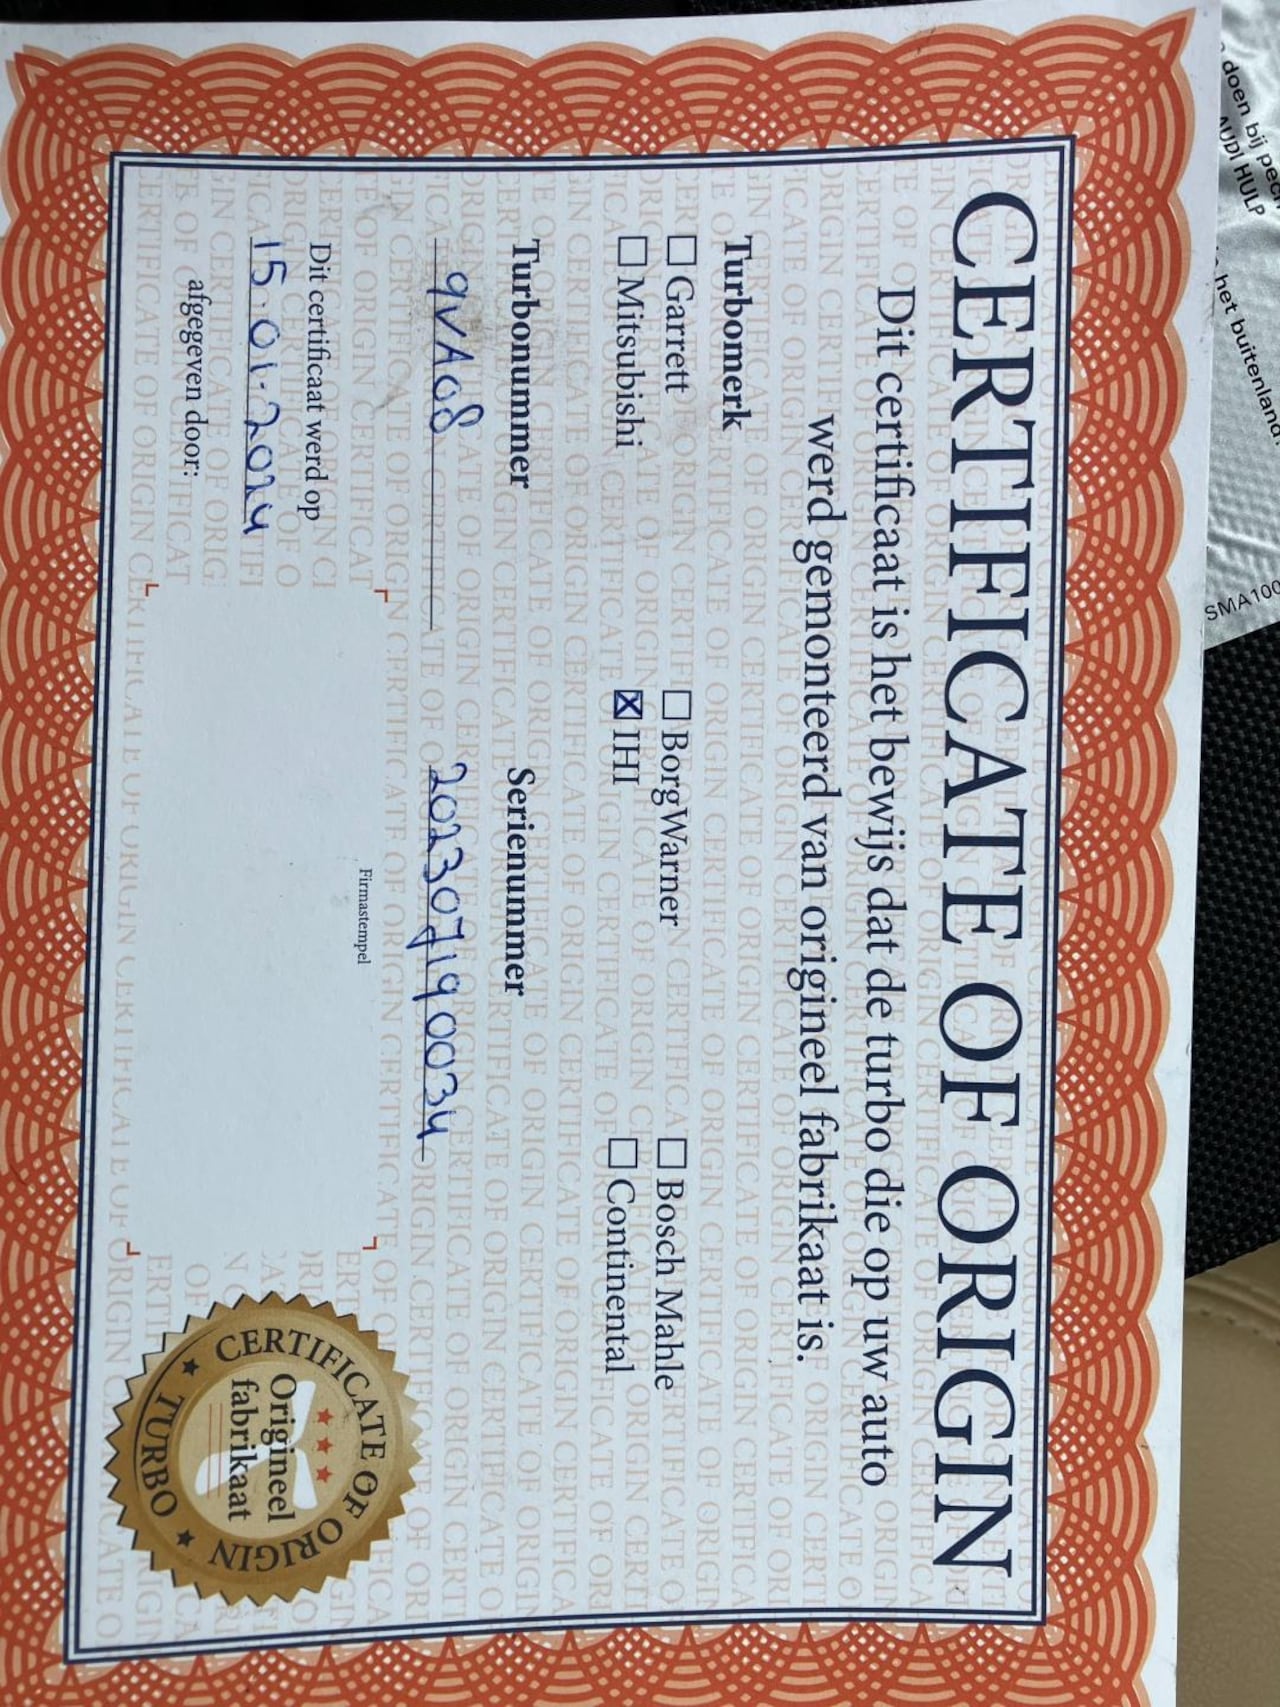 CERTIFICATE OF ORIGIN
Dit certificaat is het bewijs dat de turbo die op uw auto
werd gemonteerd van origineel fabrikaat is.
Turbomerk
☐ Garrett ☐ BorgWarner ☐ Bosch Mahle
☐ Mitsubishi ☒ IHI ☐ Continental
Turbonummer Serienummer
9VA08 20230719 0034
Dit certificaat werd op
15.01.2024
afgegeven door:
Firmastempel
CERTIFICATE OF ORIGIN
Origineel
fabrikaat
TURBO
doen bij pech
AUDI HULP
het buitenland
SMA100